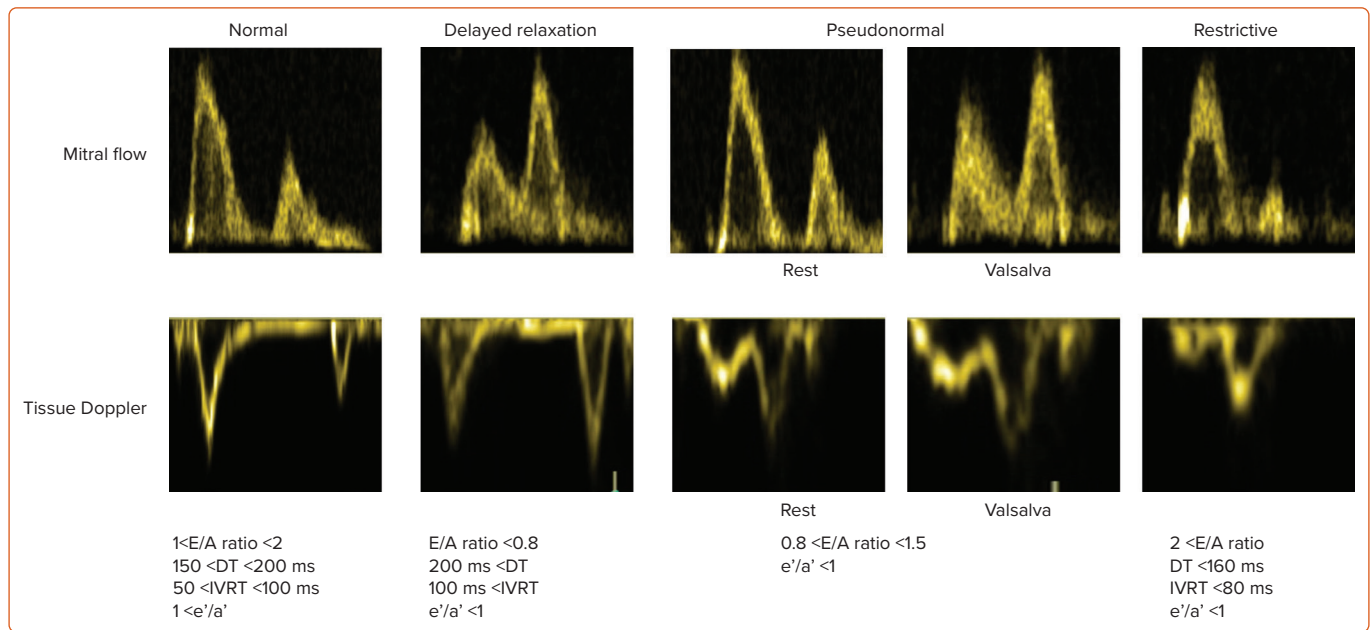 Normal
Delayed relaxation
Pseudonormal
Restrictive
Mitral flow
Rest
Valsalva
Tissue Doppler
Rest
Valsalva
1<E/A ratio <2
150 <DT <200 ms
50 <IVRT <100 ms
1 <e’/a’
E/A ratio <0.8
200 ms <DT
100 ms <IVRT
e’/a’ <1
0.8 <E/A ratio <1.5
e’/a’ <1
2 <E/A ratio
DT <160 ms
IVRT <80 ms
e’/a’ <1